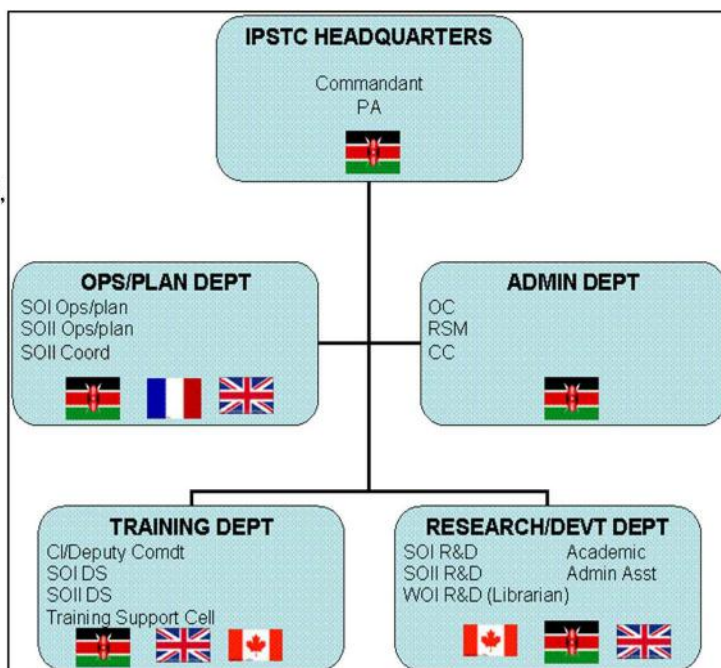 IPSTC HEADQUARTERS
Commandant
PA
,
OPS/PLAN DEPT
SOI Ops/plan
SOII Ops/plan
SOII Coord
ADMIN DEPT
OC
RSM
CC
TRAINING DEPT
CI/Deputy Comdt
SOI DS
SOII DS
Training Support Cell
RESEARCH/DEVT DEPT
SOI R&D Academic
SOII R&D Admin Asst
WOI R&D (Librarian)